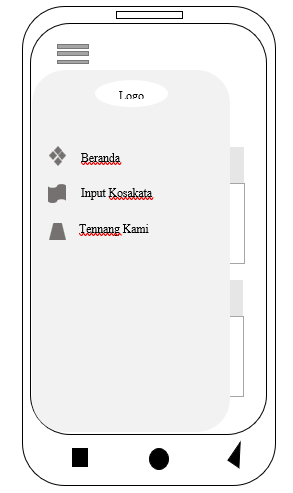 Logo
Beranda
Input Kosakata
Tennang Kami